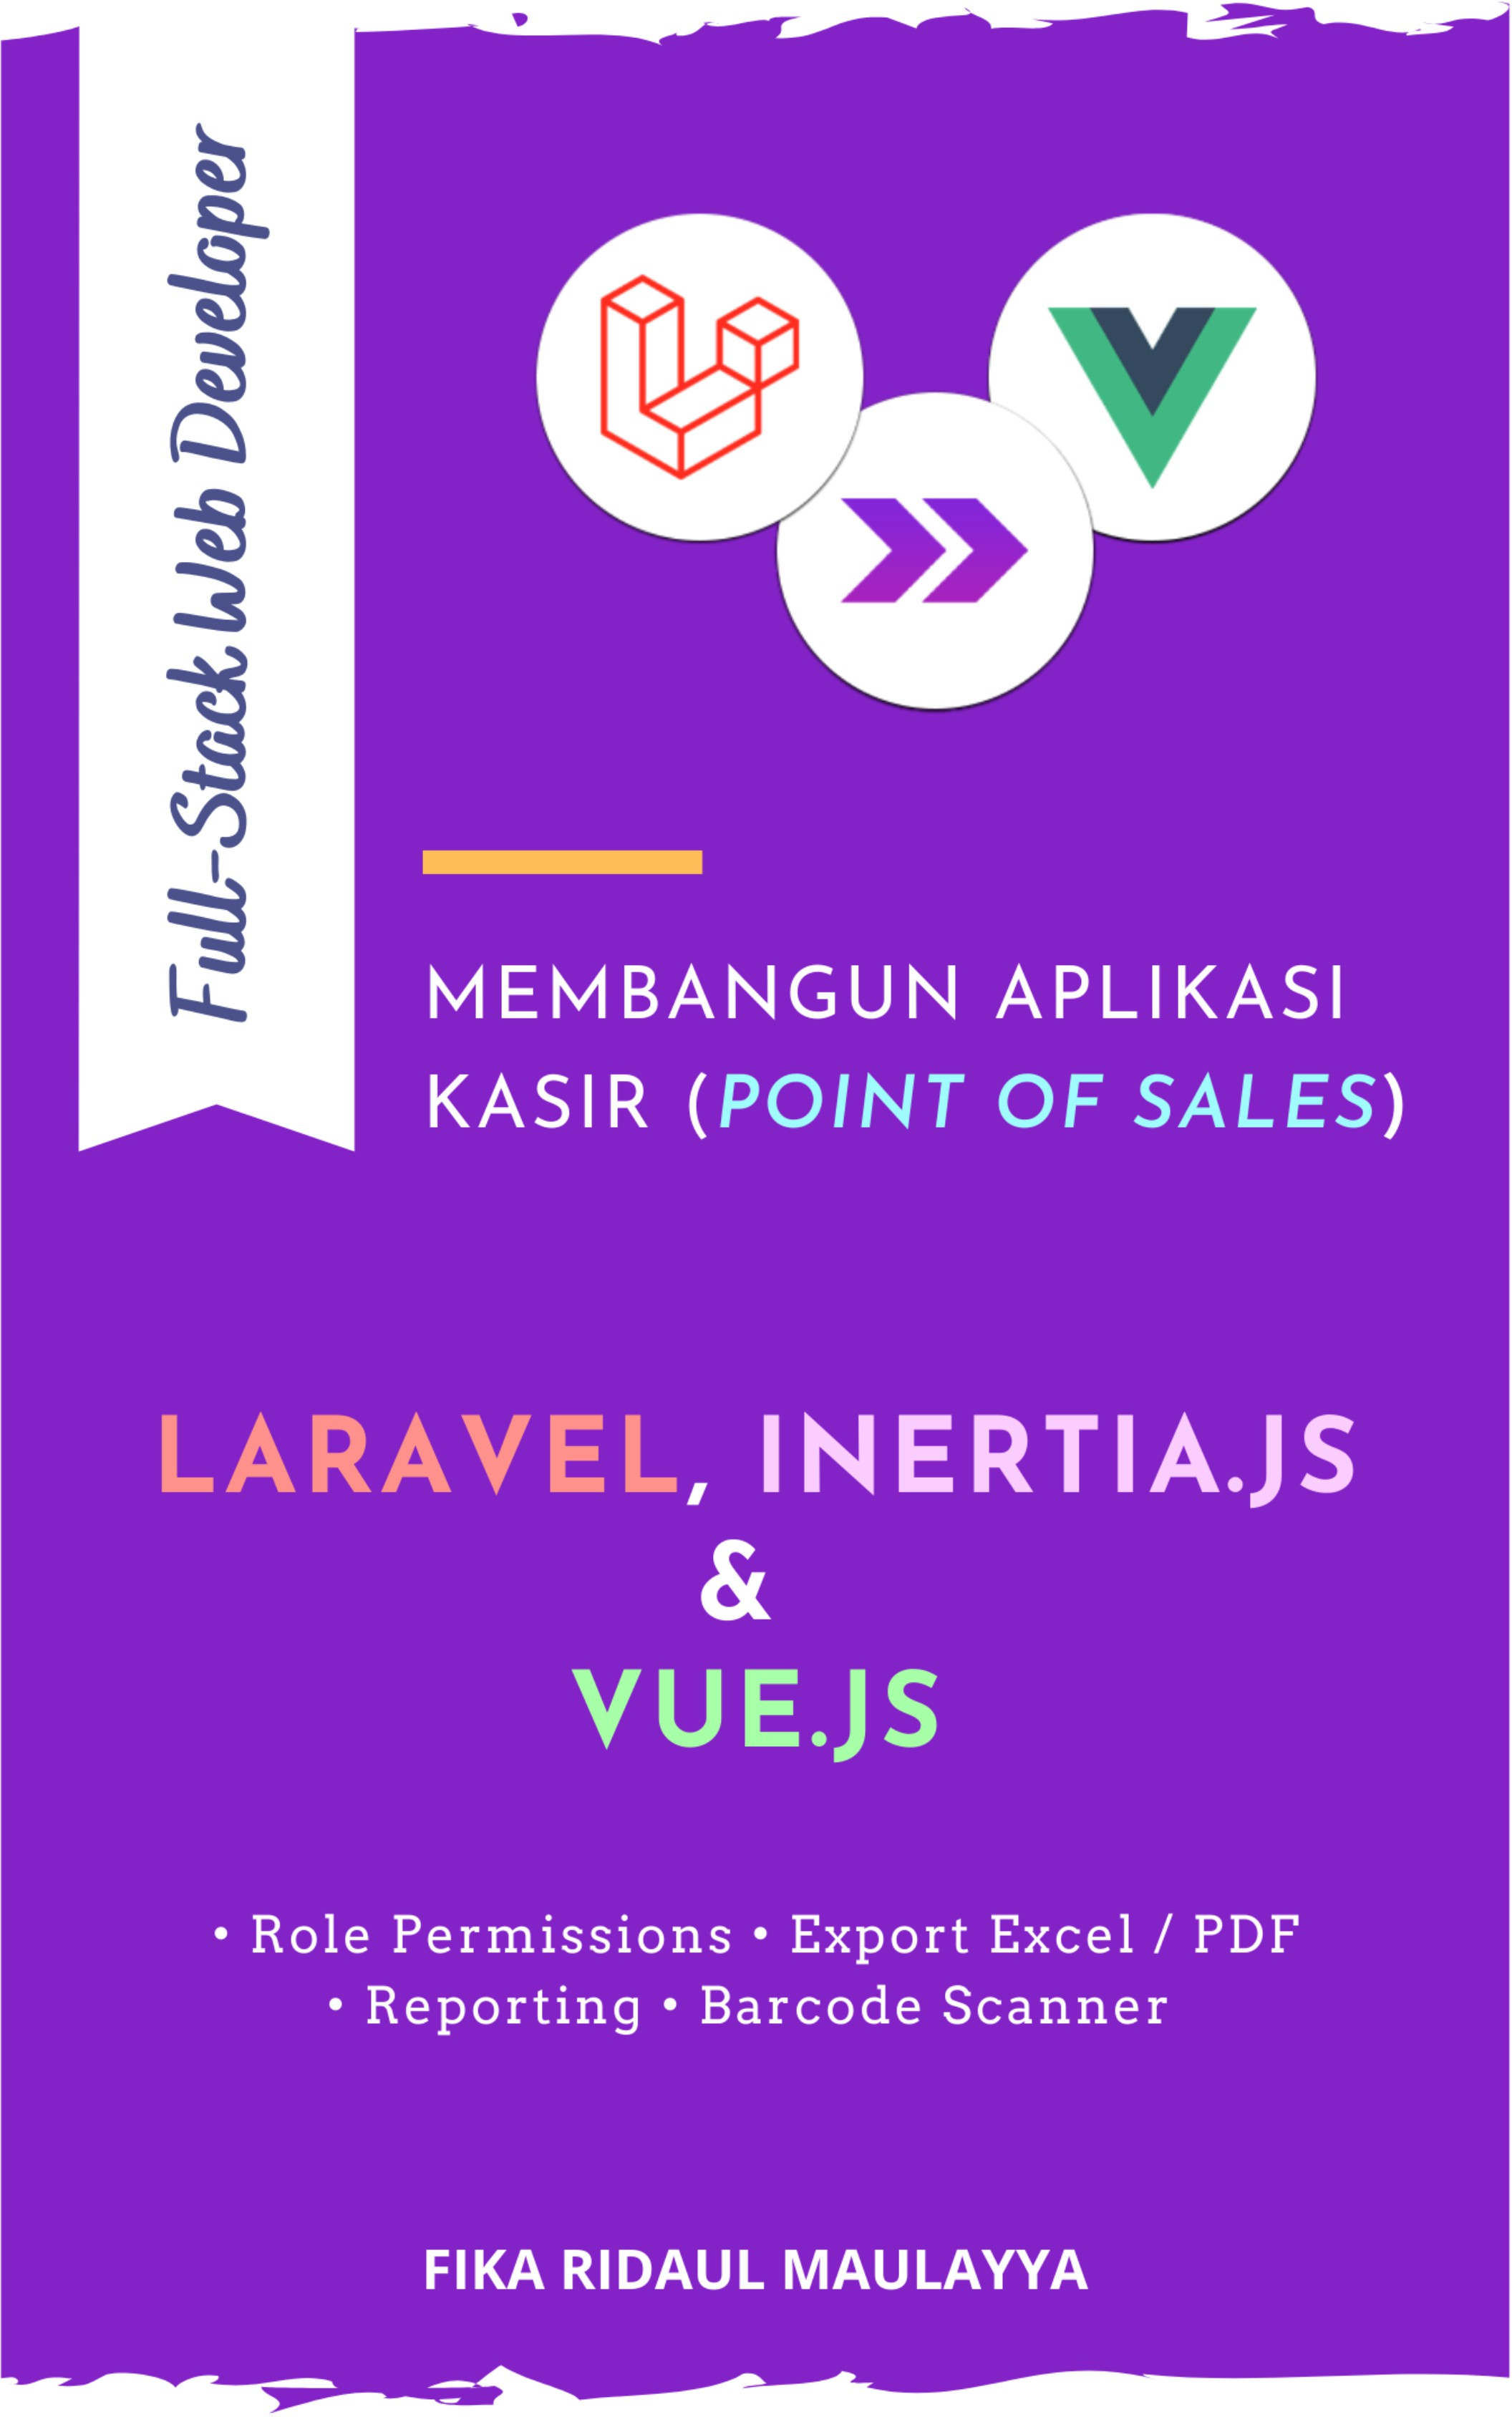 Full-Stack Web Developer
MEMBANGUN APLIKASI
KASIR (POINT OF SALES)
LARAVEL, INERTIA.JS
&
VUE.JS
• Role Permissions • Export Excel / PDF
• Reporting • Barcode Scanner
FIKA RIDAUL MAULAYYA